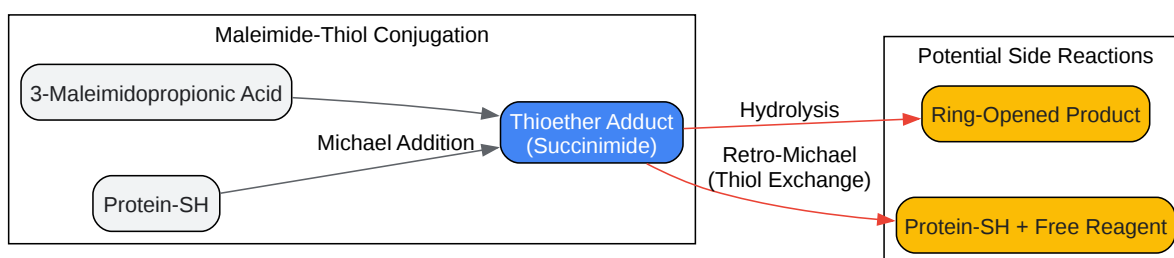 Maleimide-Thiol Conjugation
3-Maleimidopropionic Acid
Michael Addition
Protein-SH
Thioether Adduct
(Succinimide)
Hydrolysis
Retro-Michael
(Thiol Exchange)
Potential Side Reactions
Ring-Opened Product
Protein-SH + Free Reagent